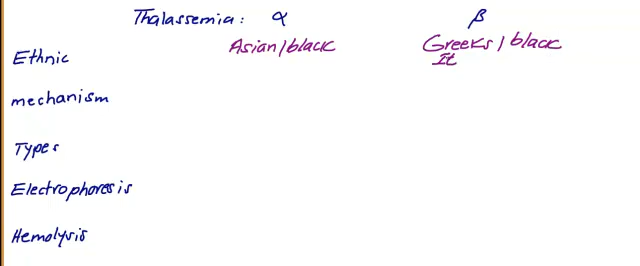 Thalassemia: α β
Ethnic Asian/black Greeks/black
It
mechanism
Types
Electrophoresis
Hemolysis